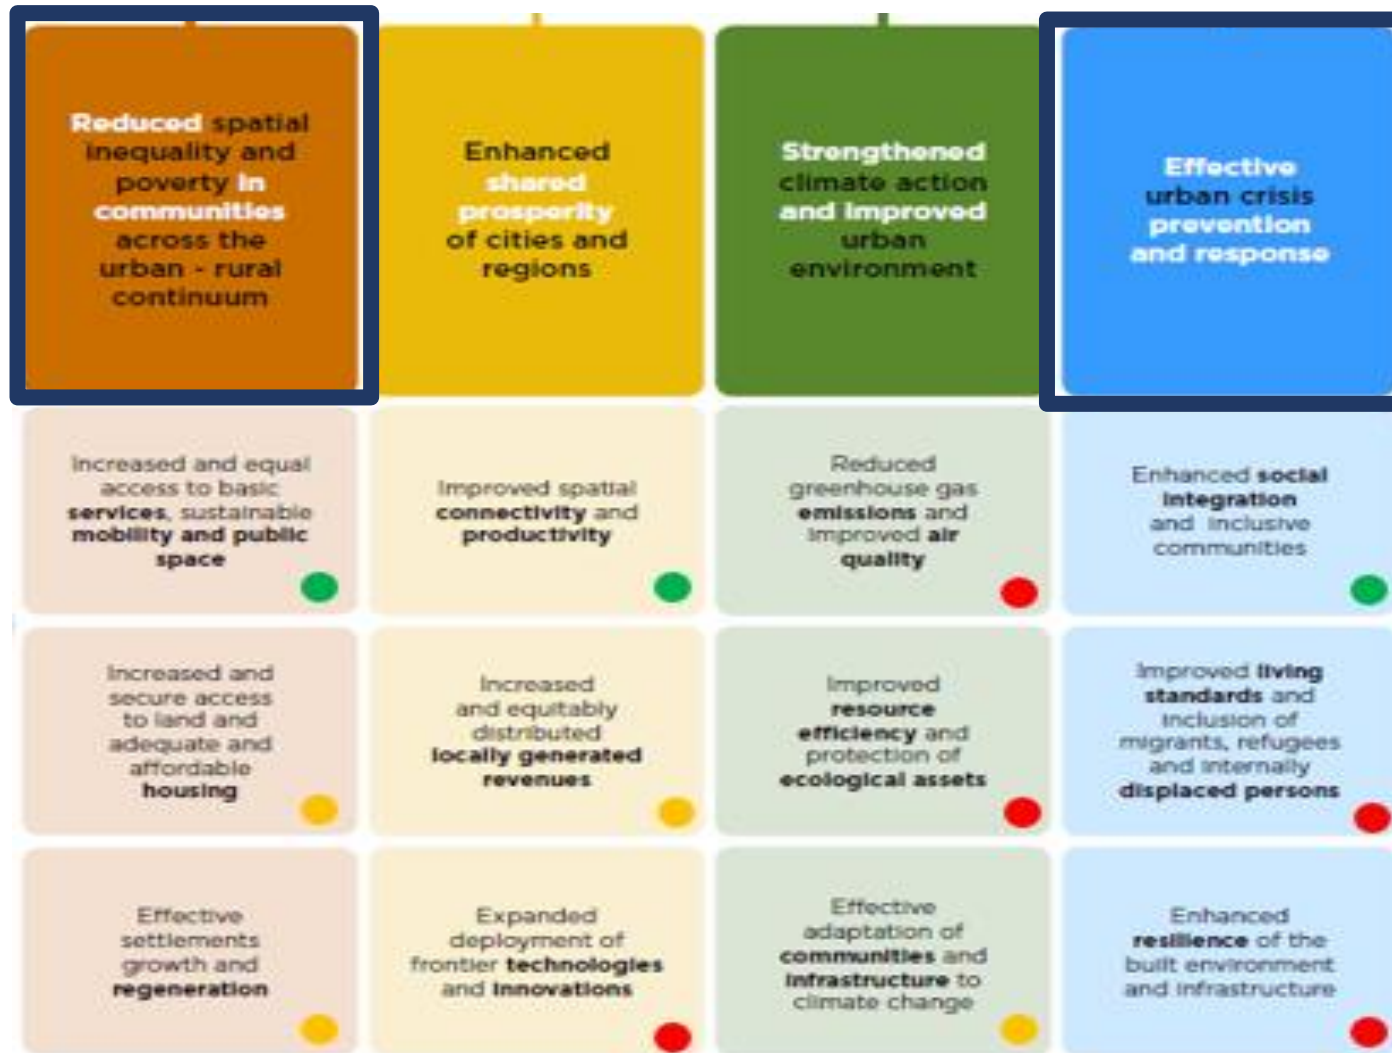 Reduced spatial
inequality and
poverty in
communities
across the
urban - rural
continuum
Enhanced
shared
prosperity
of cities and
regions
Strengthened
climate action
and improved
urban
environment
Effective
urban crisis
prevention
and response
Increased and equal
access to basic
services, sustainable
mobility and public
space
Improved spatial
connectivity and
productivity
Reduced
greenhouse gas
emissions and
improved air
quality
Enhanced social
integration
and inclusive
communities
Increased and
secure access
to land and
adequate and
affordable
housing
Increased
and equitably
distributed
locally generated
revenues
Improved
resource
efficiency and
protection of
ecological assets
Improved living
standards and
inclusion of
migrants, refugees
and internally
displaced persons
Effective
settlements
growth and
regeneration
Expanded
deployment of
frontier technologies
and innovations
Effective
adaptation of
communities and
infrastructure to
climate change
Enhanced
resilience of the
built environment
and infrastructure